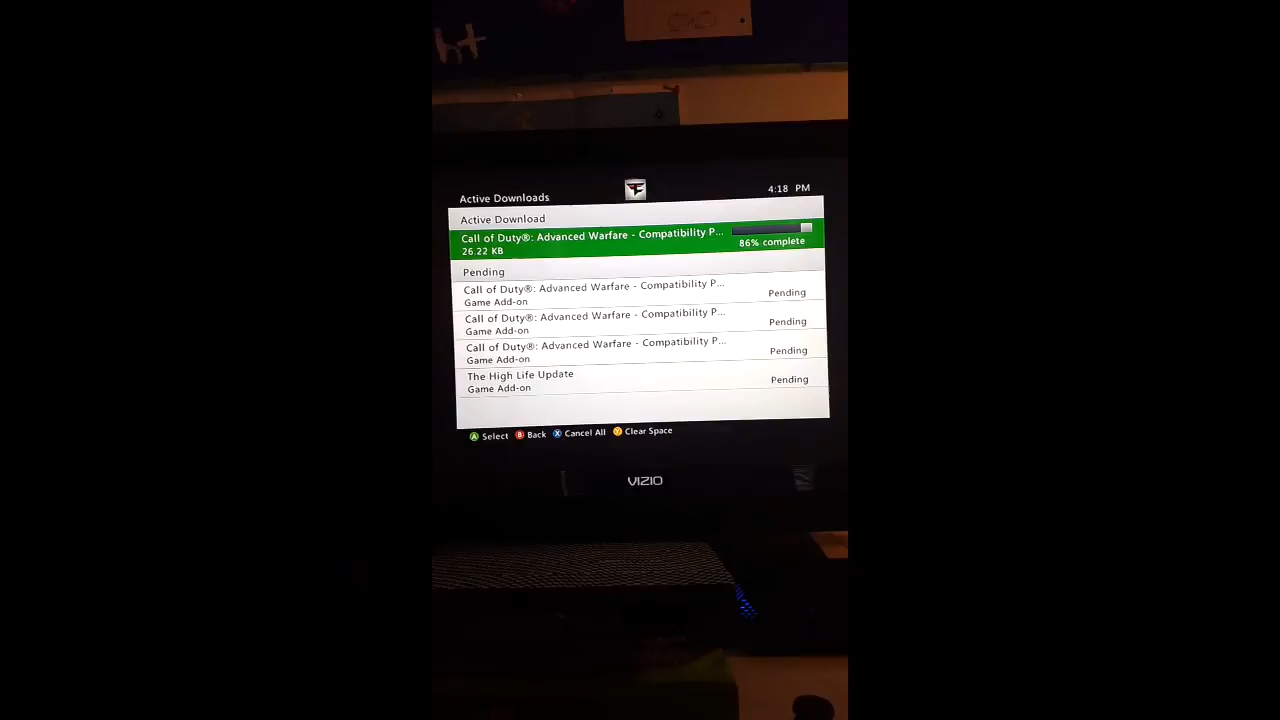 Active Downloads
4:18 PM
Active Download
Call of Duty®: Advanced Warfare - Compatibility P...
26.22 KB
86% complete
Pending
Call of Duty®: Advanced Warfare - Compatibility P...
Game Add-on
Pending
Call of Duty®: Advanced Warfare - Compatibility P...
Game Add-on
Pending
Call of Duty®: Advanced Warfare - Compatibility P...
Game Add-on
Pending
The High Life Update
Game Add-on
Pending
A Select B Back X Cancel All Y Clear Space
VIZIO